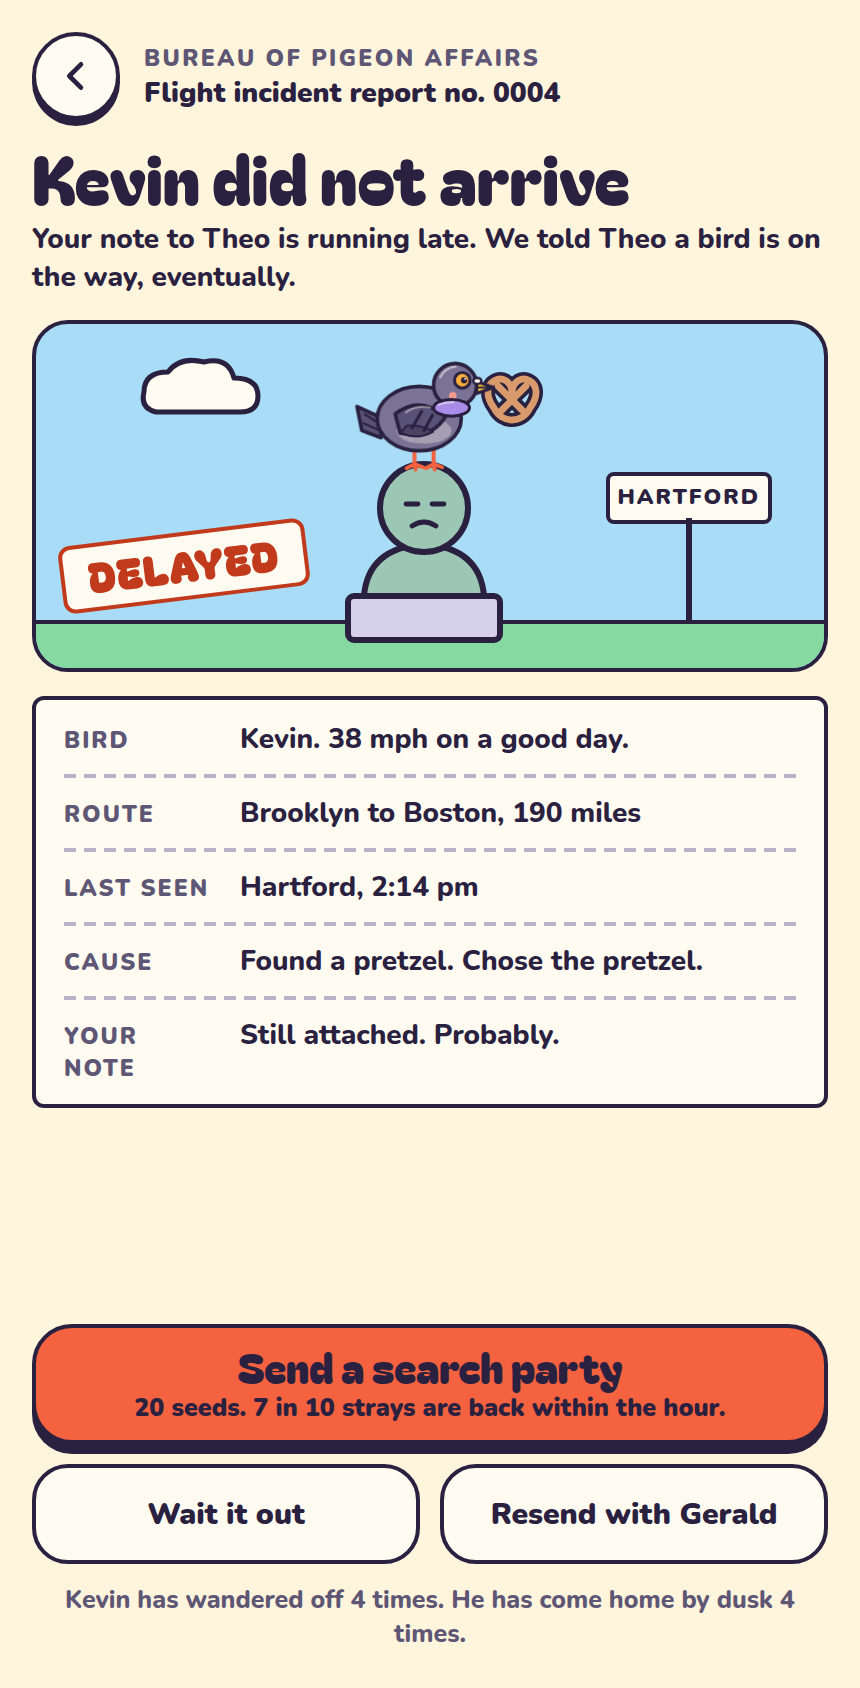 BUREAU OF PIGEON AFFAIRS
Flight incident report no. 0004
Kevin did not arrive
Your note to Theo is running late. We told Theo a bird is on
the way, eventually.
HARTFORD
DELAYED
BIRD
Kevin. 38 mph on a good day.
ROUTE
Brooklyn to Boston, 190 miles
LAST SEEN
Hartford, 2:14 pm
CAUSE
Found a pretzel. Chose the pretzel.
YOUR
NOTE
Still attached. Probably.
Send a search party
20 seeds. 7 in 10 strays are back within the hour.
Wait it out
Resend with Gerald
Kevin has wandered off 4 times. He has come home by dusk 4
times.